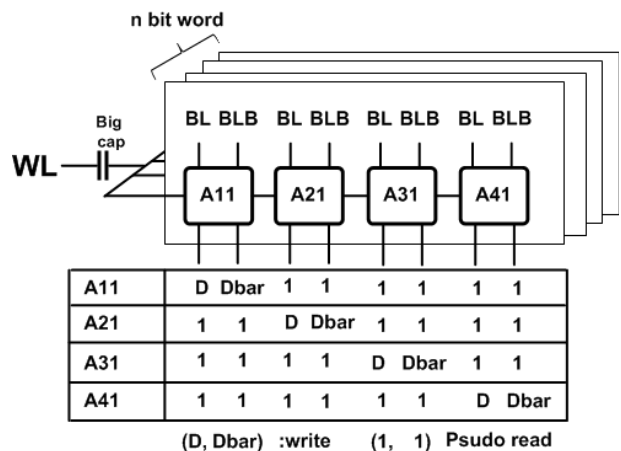 n bit word
BL BLB BL BLB BL BLB BL BLB
Big
cap
WL
A11 A21 A31 A41
A11 D Dbar 1 1 1 1 1 1
A21 1 1 D Dbar 1 1 1 1
A31 1 1 1 1 D Dbar 1 1
A41 1 1 1 1 1 1 D Dbar
(D, Dbar) :write (1, 1) Psudo read